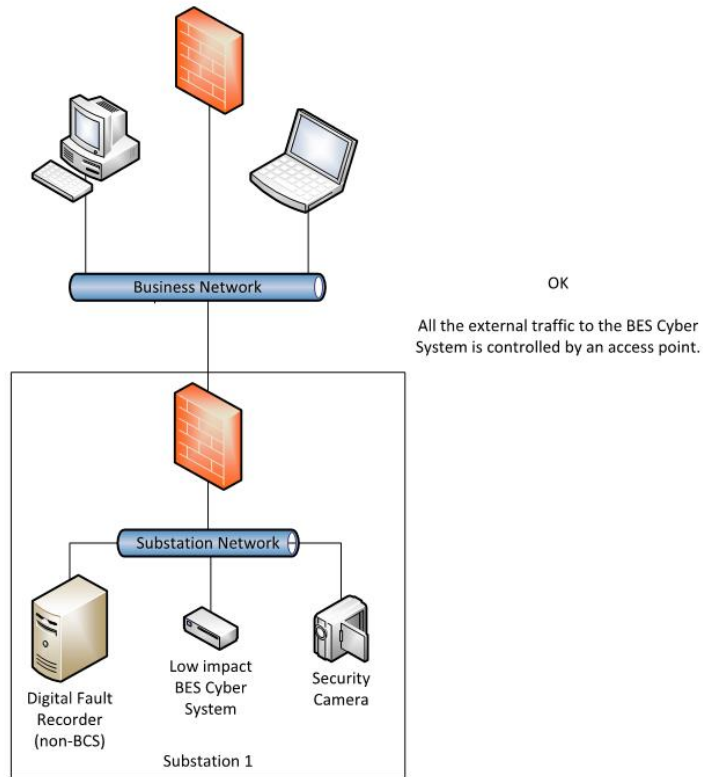 Business Network
OK
All the external traffic to the BES Cyber
System is controlled by an access point.
Substation Network
Digital Fault
Recorder
(non-BCS)
Low impact
BES Cyber
System
Security
Camera
Substation 1